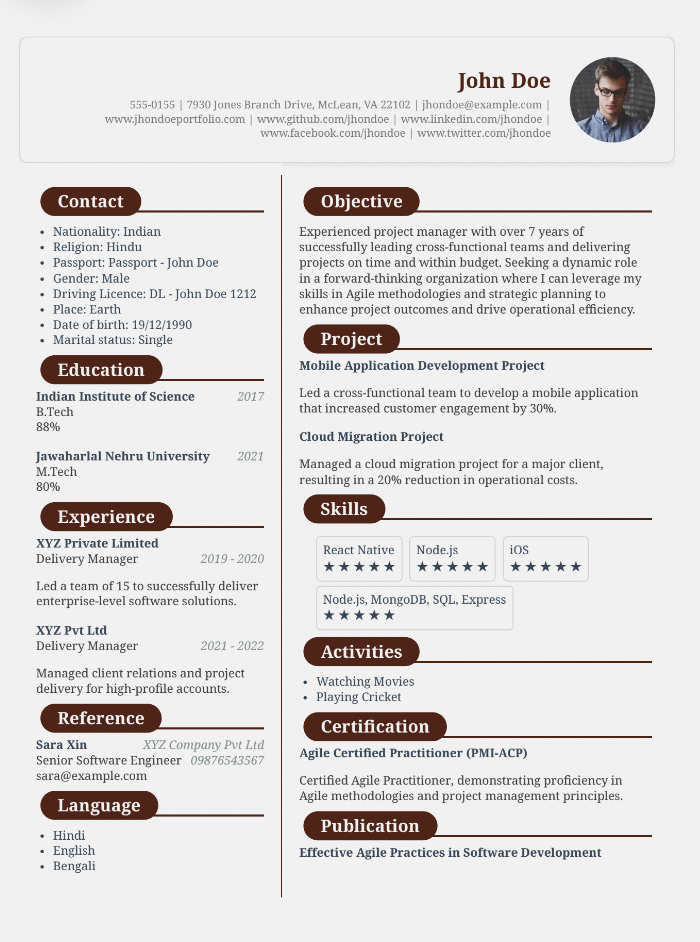 John Doe
555-0155 | 7930 Jones Branch Drive, McLean, VA 22102 | jhondoe@example.com |
www.jhondoeportfolio.com | www.github.com/jhondoe | www.linkedin.com/jhondoe |
www.facebook.com/jhondoe | www.twitter.com/jhondoe
Contact
• Nationality: Indian
• Religion: Hindu
• Passport: Passport - John Doe
• Gender: Male
• Driving Licence: DL - John Doe 1212
• Place: Earth
• Date of birth: 19/12/1990
• Marital status: Single
Education
Indian Institute of Science 2017
B.Tech
88%
Jawaharlal Nehru University 2021
M.Tech
80%
Experience
XYZ Private Limited
Delivery Manager 2019 - 2020
Led a team of 15 to successfully deliver
enterprise-level software solutions.
XYZ Pvt Ltd
Delivery Manager 2021 - 2022
Managed client relations and project
delivery for high-profile accounts.
Reference
Sara Xin XYZ Company Pvt Ltd
Senior Software Engineer 09876543567
sara@example.com
Language
• Hindi
• English
• Bengali
Objective
Experienced project manager with over 7 years of
successfully leading cross-functional teams and delivering
projects on time and within budget. Seeking a dynamic role
in a forward-thinking organization where I can leverage my
skills in Agile methodologies and strategic planning to
enhance project outcomes and drive operational efficiency.
Project
Mobile Application Development Project
Led a cross-functional team to develop a mobile application
that increased customer engagement by 30%.
Cloud Migration Project
Managed a cloud migration project for a major client,
resulting in a 20% reduction in operational costs.
Skills
React Native Node.js iOS
★★★★★ ★★★★★ ★★★★★
Node.js, MongoDB, SQL, Express
★★★★★
Activities
• Watching Movies
• Playing Cricket
Certification
Agile Certified Practitioner (PMI-ACP)
Certified Agile Practitioner, demonstrating proficiency in
Agile methodologies and project management principles.
Publication
Effective Agile Practices in Software Development